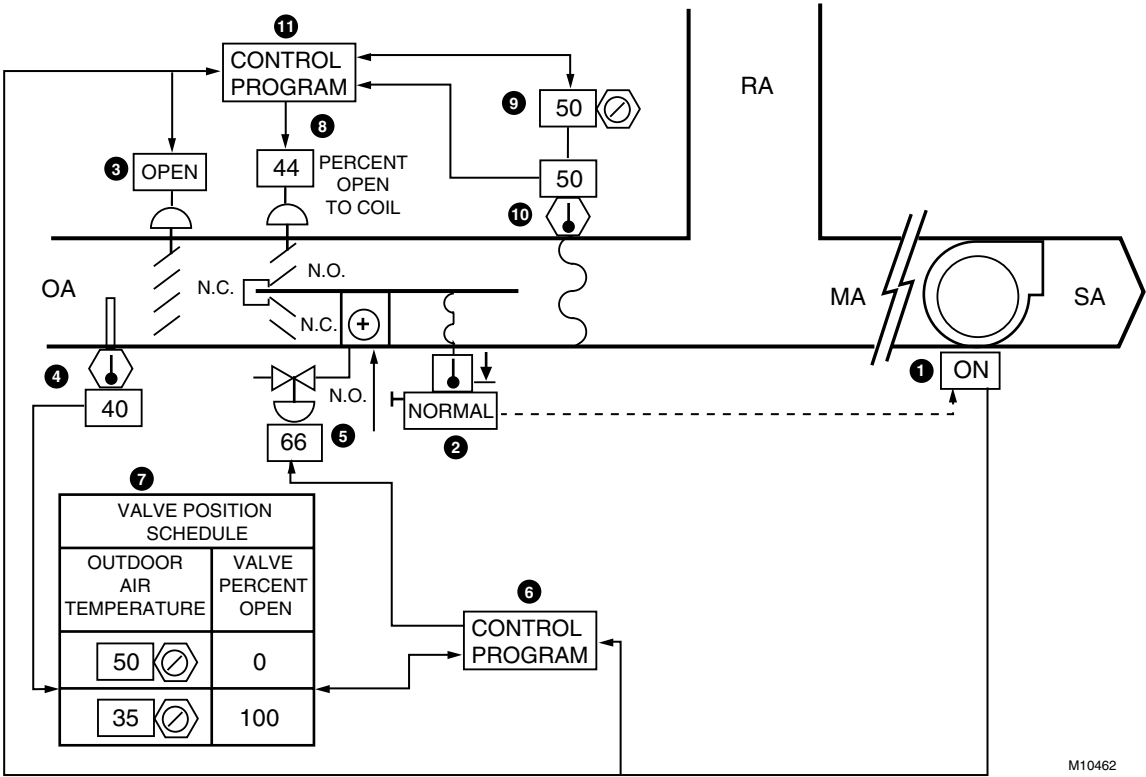 11
CONTROL
PROGRAM
RA
9
50
8
3
OPEN
44
PERCENT
OPEN
TO COIL
50
10
OA
N.C.
N.O.
N.C.
+
MA
SA
4
40
N.O.
NORMAL
1
ON
66
5
2
7
VALVE POSITION
SCHEDULE
OUTDOOR
AIR
TEMPERATURE
VALVE
PERCENT
OPEN
50
0
35
100
6
CONTROL
PROGRAM
M10462